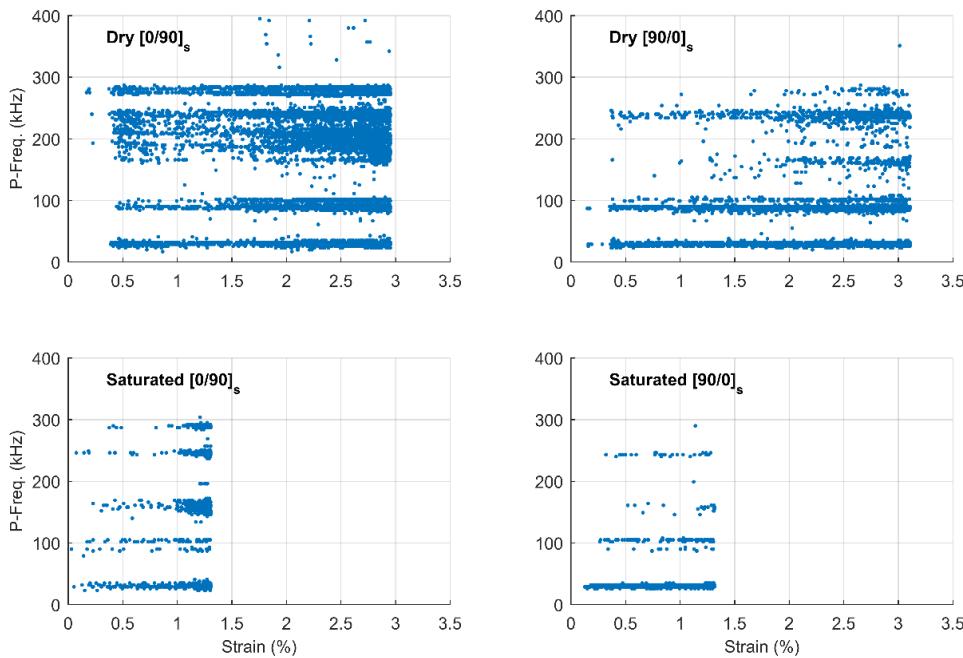 Dry [0/90]s
P-Freq. (kHz)
400
300
200
100
0
0 0.5 1 1.5 2 2.5 3 3.5
Dry [90/0]s
400
300
200
100
0
0 0.5 1 1.5 2 2.5 3 3.5
Saturated [0/90]s
P-Freq. (kHz)
400
300
200
100
0
0 0.5 1 1.5 2 2.5 3 3.5
Strain (%)
Saturated [90/0]s
400
300
200
100
0
0 0.5 1 1.5 2 2.5 3 3.5
Strain (%)